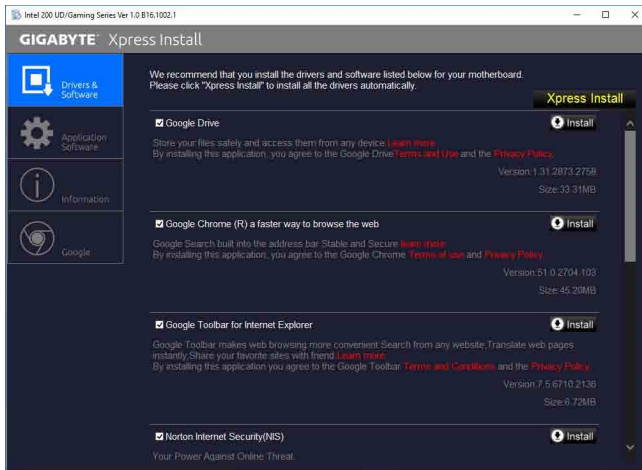 Intel 200 UD/Gaming Series Ver 1.0 B16.1002.1
GIGABYTE™ Xpress Install
Drivers &
Software
Application
Software
Information
Google
We recommend that you install the drivers and software listed below for your motherboard.
Please click "Xpress Install" to install all the drivers automatically.
Xpress Install
Google Drive
Install
Store your files safely and access them from any device.Learn more
By installing this application, you agree to the Google DriveTerms and Use and the Privacy Policy.
Version:1.31.2873.2758
Size:33.31MB
Google Chrome (R) a faster way to browse the web
Install
Google Search built into the address bar Stable and Secure learn more
By installing this application, you agree to the Google Chrome Terms of use and Privacy Policy.
Version:51.0.2704.103
Size:45.20MB
Google Toolbar for Internet Explorer
Install
Google Toolbar makes web browsing more convenient.Search from any website,Translate web pages
instantly,Share your favorite sites with friend.Learn more
By installing this application you agree to the Google Toolbar Terms and Conditions and the Privacy Policy.
Version:7.5.6710.2136
Size:6.72MB
Norton Internet Security(NIS)
Install
Your Power Against Online Threat